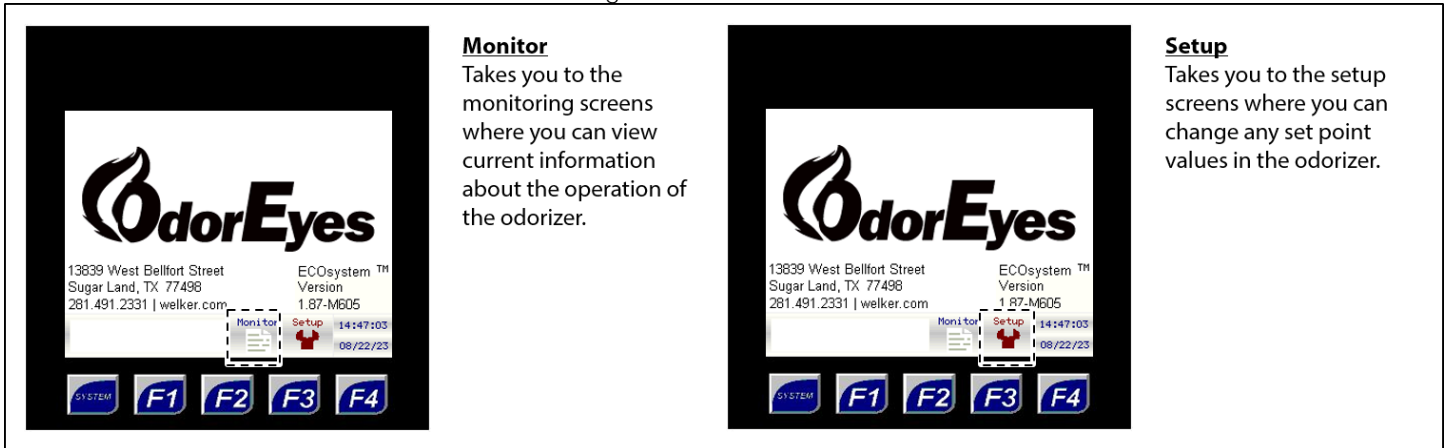 Monitor
Takes you to the
monitoring screens
where you can view
current information
about the operation of
the odorizer.
OdorEyes
13839 West Bellfort Street
Sugar Land, TX 77498
281.491.2331 | welker.com
ECOsystem ™
Version
1.87-M605
Monitor
Setup
14:47:03
08/22/23
SYSTEM
F1
F2
F3
F4
Setup
Takes you to the setup
screens where you can
change any set point
values in the odorizer.
OdorEyes
13839 West Bellfort Street
Sugar Land, TX 77498
281.491.2331 | welker.com
ECOsystem ™
Version
1.87-M605
Monitor
Setup
14:47:03
08/22/23
SYSTEM
F1
F2
F3
F4